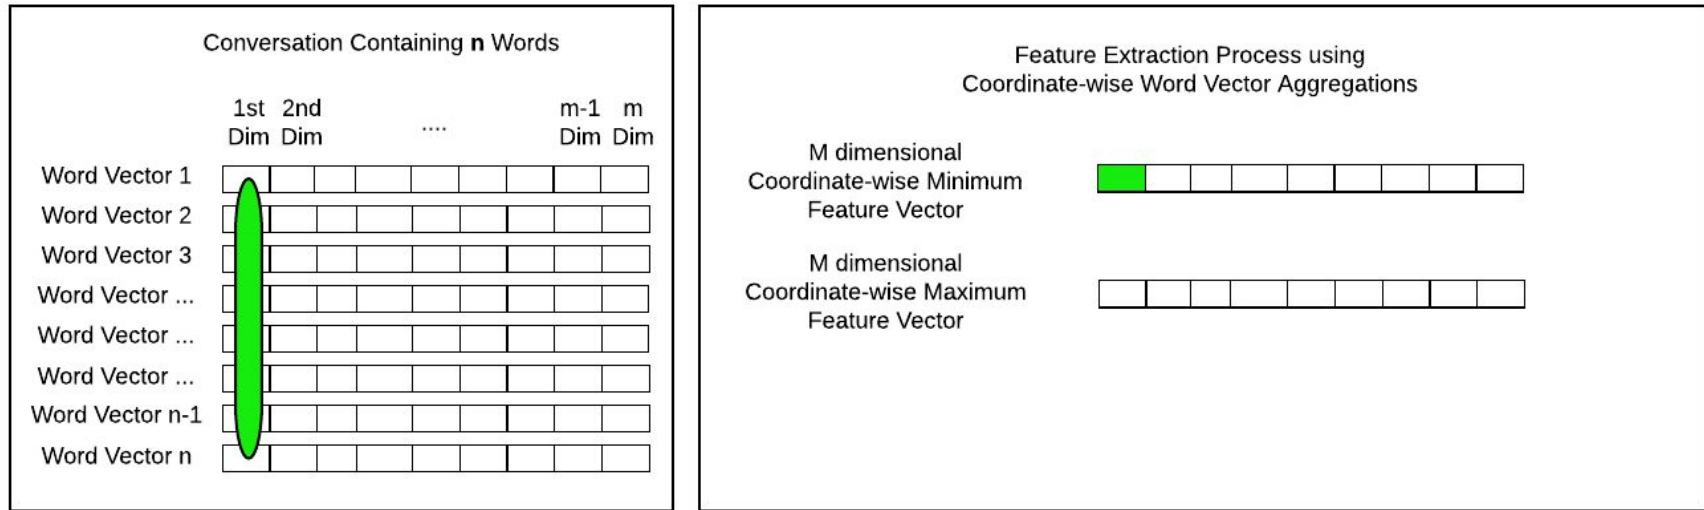 Conversation Containing n Words
1st 2nd .... m-1 m
Dim Dim Dim Dim
Word Vector 1
Word Vector 2
Word Vector 3
Word Vector ...
Word Vector ...
Word Vector ...
Word Vector n-1
Word Vector n
Feature Extraction Process using
Coordinate-wise Word Vector Aggregations
M dimensional
Coordinate-wise Minimum
Feature Vector
M dimensional
Coordinate-wise Maximum
Feature Vector